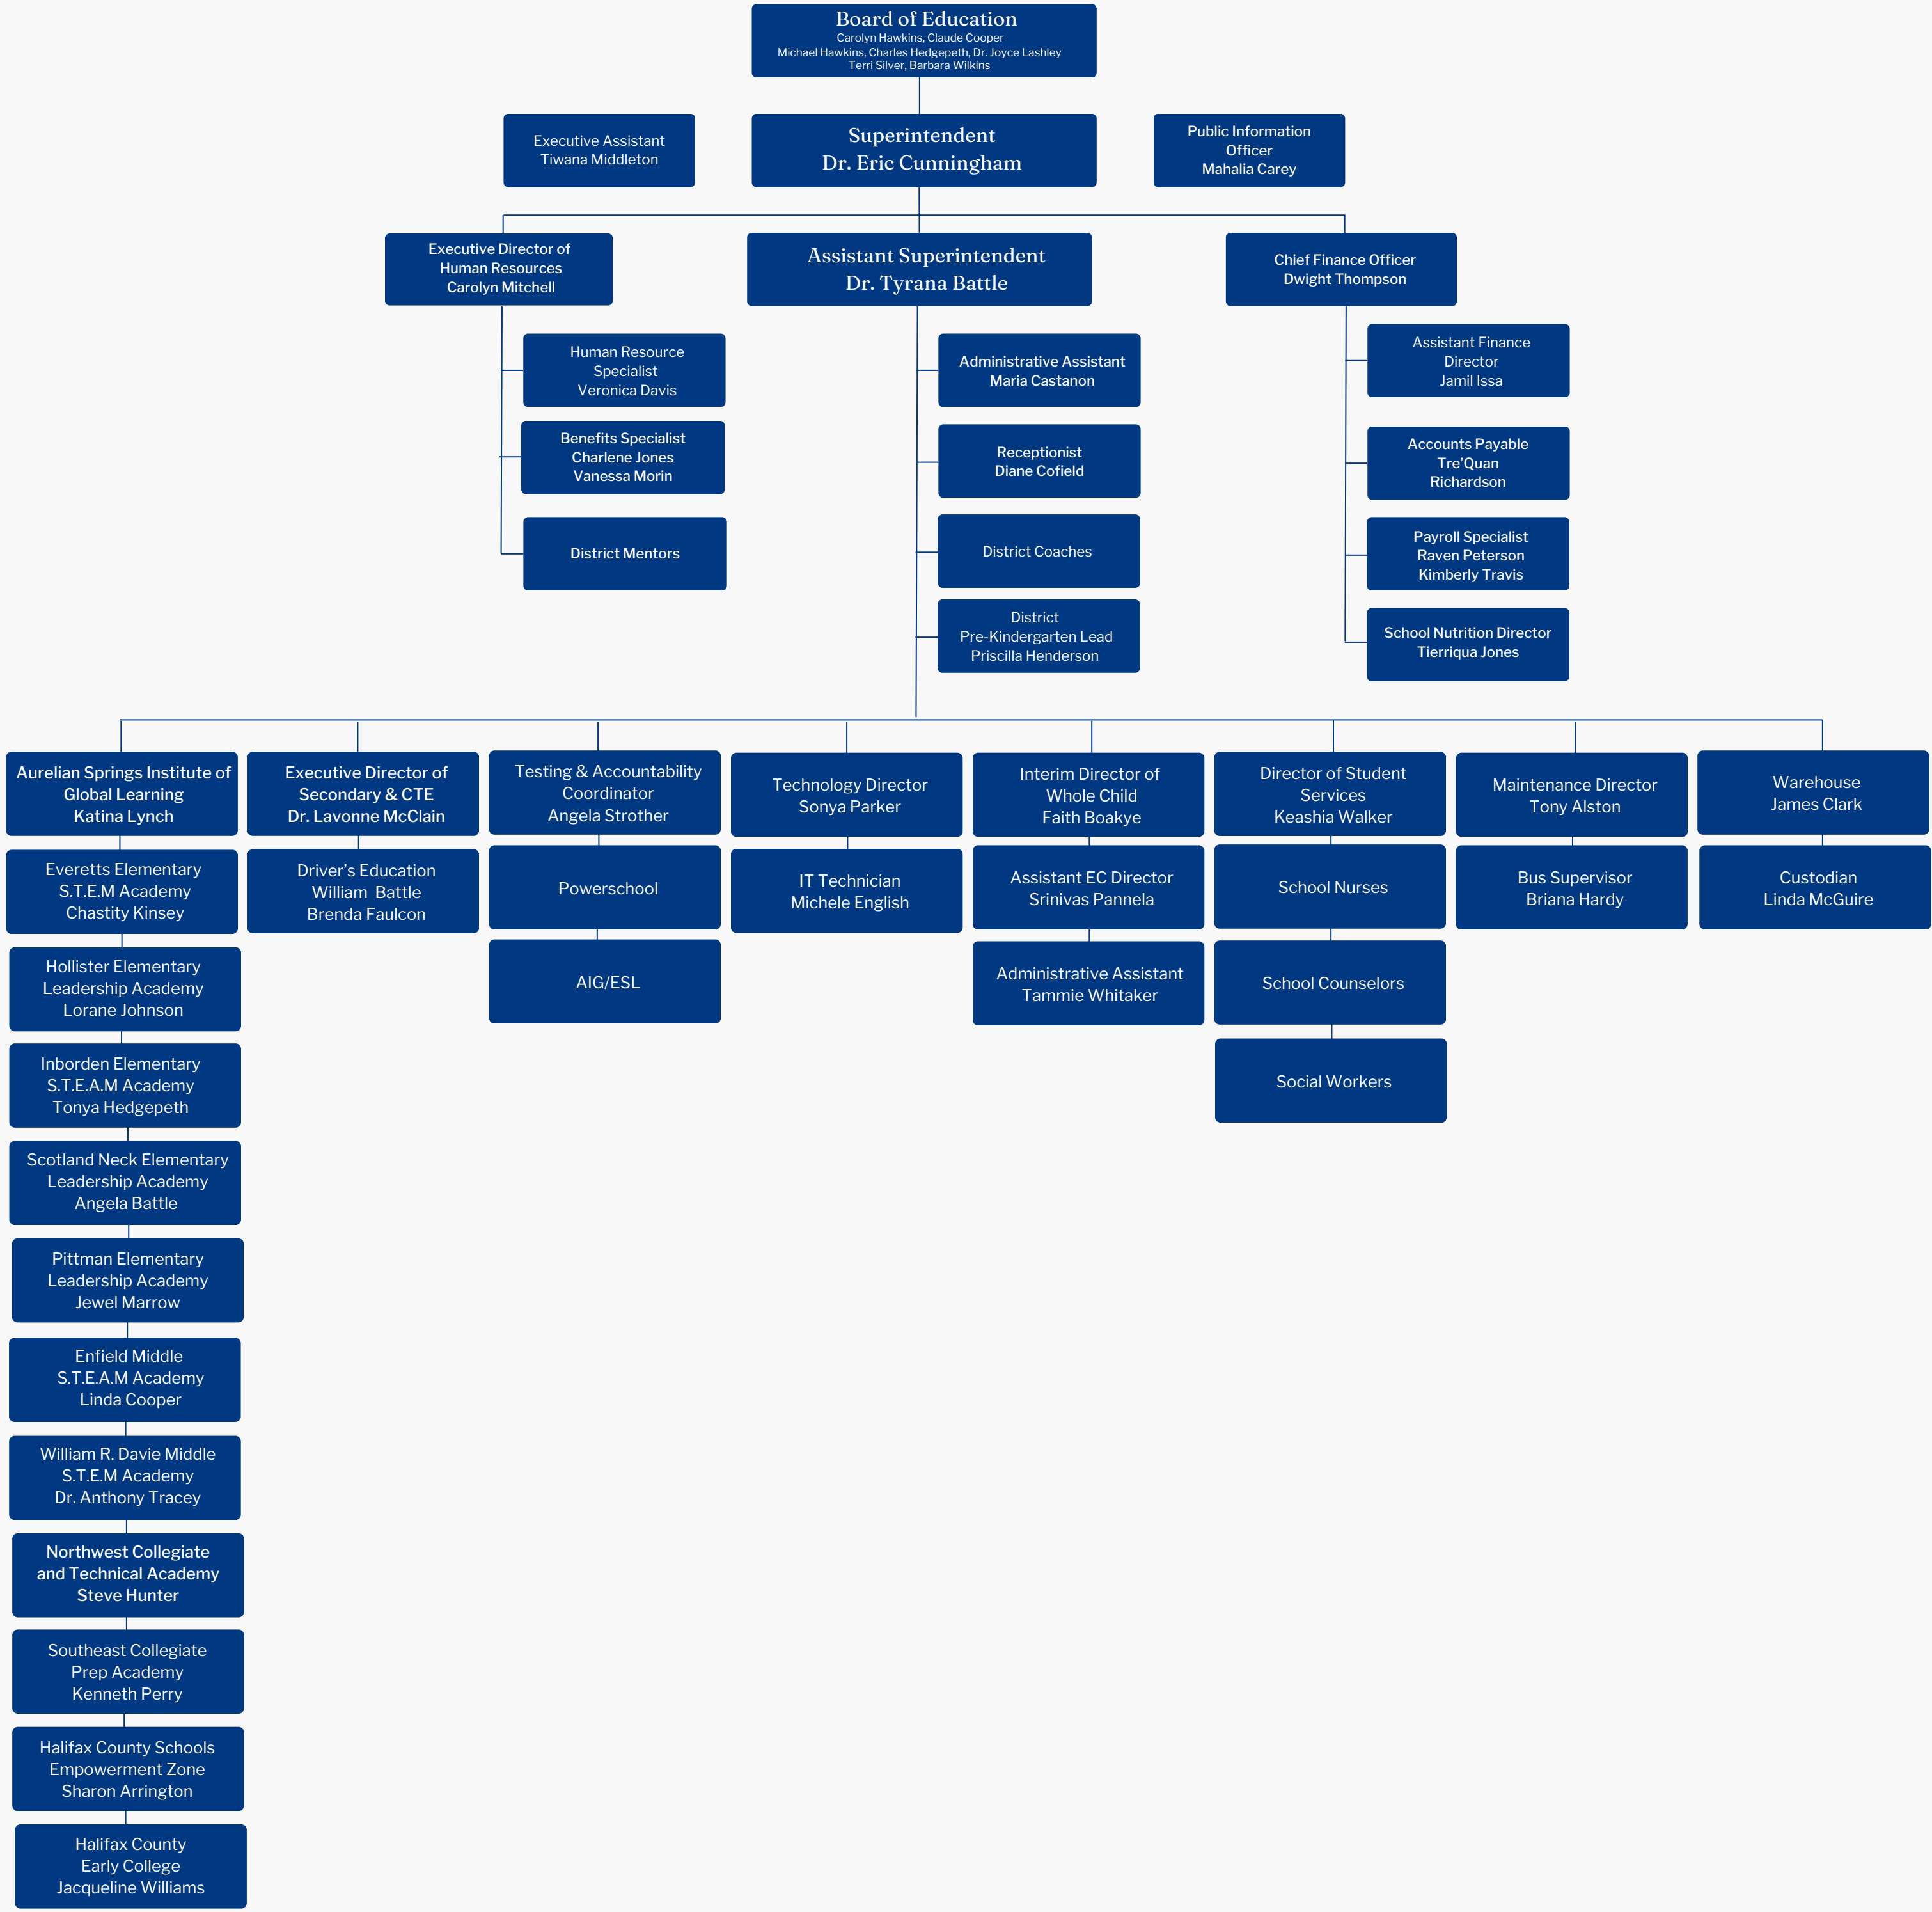 Board of Education
Carolyn Hawkins, Claude Cooper
Michael Hawkins, Charles Hedgepeth, Dr. Joyce Lashley
Terri Silver, Barbara Wilkins
Executive Assistant
Tiwana Middleton
Superintendent
Dr. Eric Cunningham
Public Information
Officer
Mahalia Carey
Executive Director of
Human Resources
Carolyn Mitchell
Assistant Superintendent
Dr. Tyrana Battle
Chief Finance Officer
Dwight Thompson
Human Resource
Specialist
Veronica Davis
Benefits Specialist
Charlene Jones
Vanessa Morin
District Mentors
Administrative Assistant
Maria Castanon
Receptionist
Diane Cofield
District Coaches
District
Pre-Kindergarten Lead
Priscilla Henderson
Assistant Finance
Director
Jamil Issa
Accounts Payable
Tre’Quan
Richardson
Payroll Specialist
Raven Peterson
Kimberly Travis
School Nutrition Director
Tierriqua Jones
Aurelian Springs Institute of
Global Learning
Katina Lynch
Everetts Elementary
S.T.E.M Academy
Chastity Kinsey
Hollister Elementary
Leadership Academy
Lorane Johnson
Inborden Elementary
S.T.E.A.M Academy
Tonya Hedgepeth
Scotland Neck Elementary
Leadership Academy
Angela Battle
Pittman Elementary
Leadership Academy
Jewel Marrow
Enfield Middle
S.T.E.A.M Academy
Linda Cooper
William R. Davie Middle
S.T.E.M Academy
Dr. Anthony Tracey
Northwest Collegiate
and Technical Academy
Steve Hunter
Southeast Collegiate
Prep Academy
Kenneth Perry
Halifax County Schools
Empowerment Zone
Sharon Arrington
Halifax County
Early College
Jacqueline Williams
Executive Director of
Secondary & CTE
Dr. Lavonne McClain
Driver’s Education
William Battle
Brenda Faulcon
Testing & Accountability
Coordinator
Angela Strother
Powerschool
AIG/ESL
Technology Director
Sonya Parker
IT Technician
Michele English
Interim Director of
Whole Child
Faith Boakye
Assistant EC Director
Srinivas Pannela
Administrative Assistant
Tammie Whitaker
Director of Student
Services
Keashia Walker
School Nurses
School Counselors
Social Workers
Maintenance Director
Tony Alston
Bus Supervisor
Briana Hardy
Warehouse
James Clark
Custodian
Linda McGuire